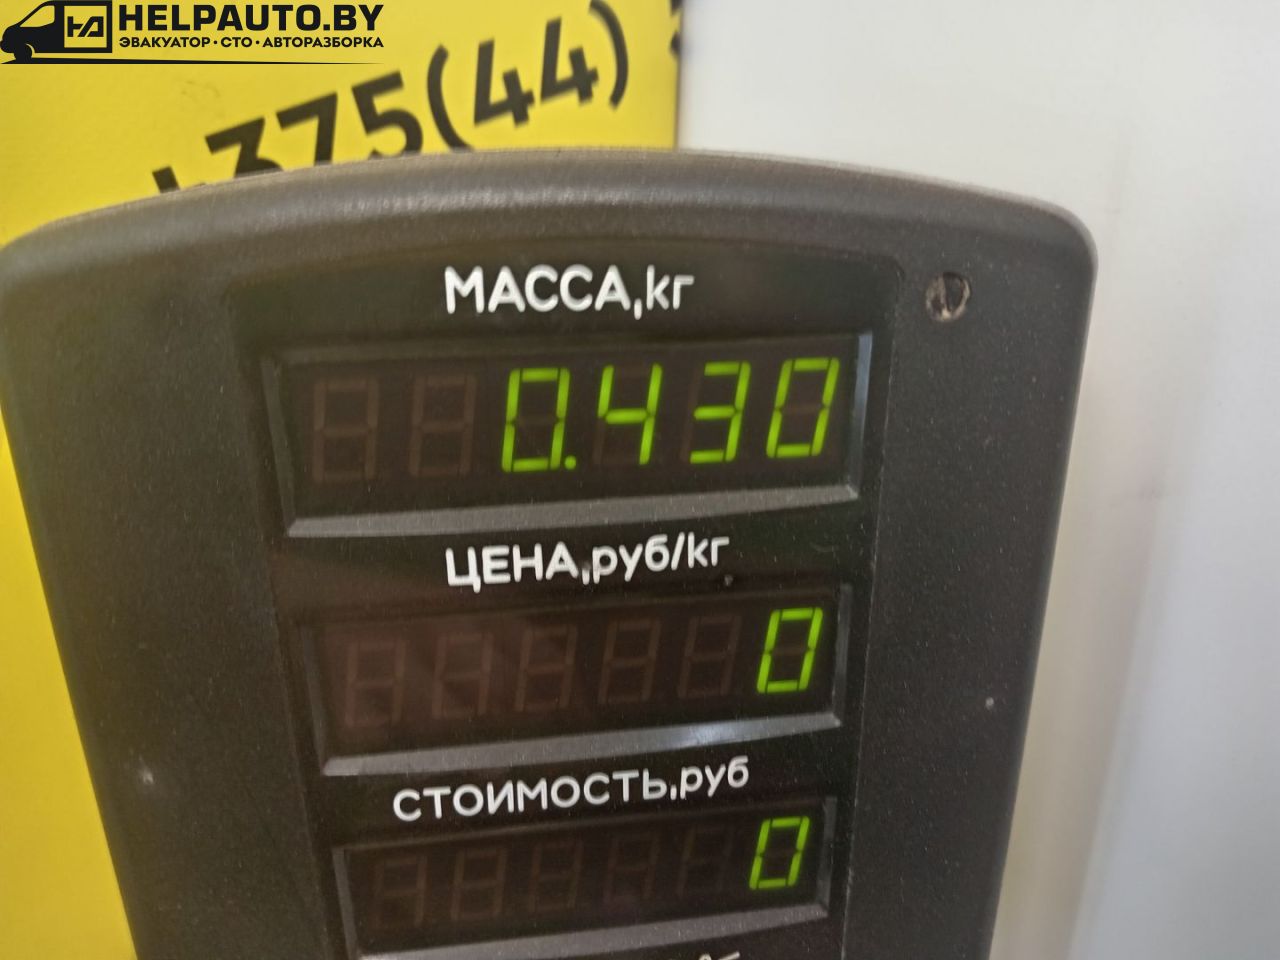 HELPAUTO.BY
ЭВАКУАТОР · СТО · АВТОРАЗБОРКА
375(44)
МАССА,кг
0.430
ЦЕНА,руб/кг
0
СТОИМОСТЬ,руб
0